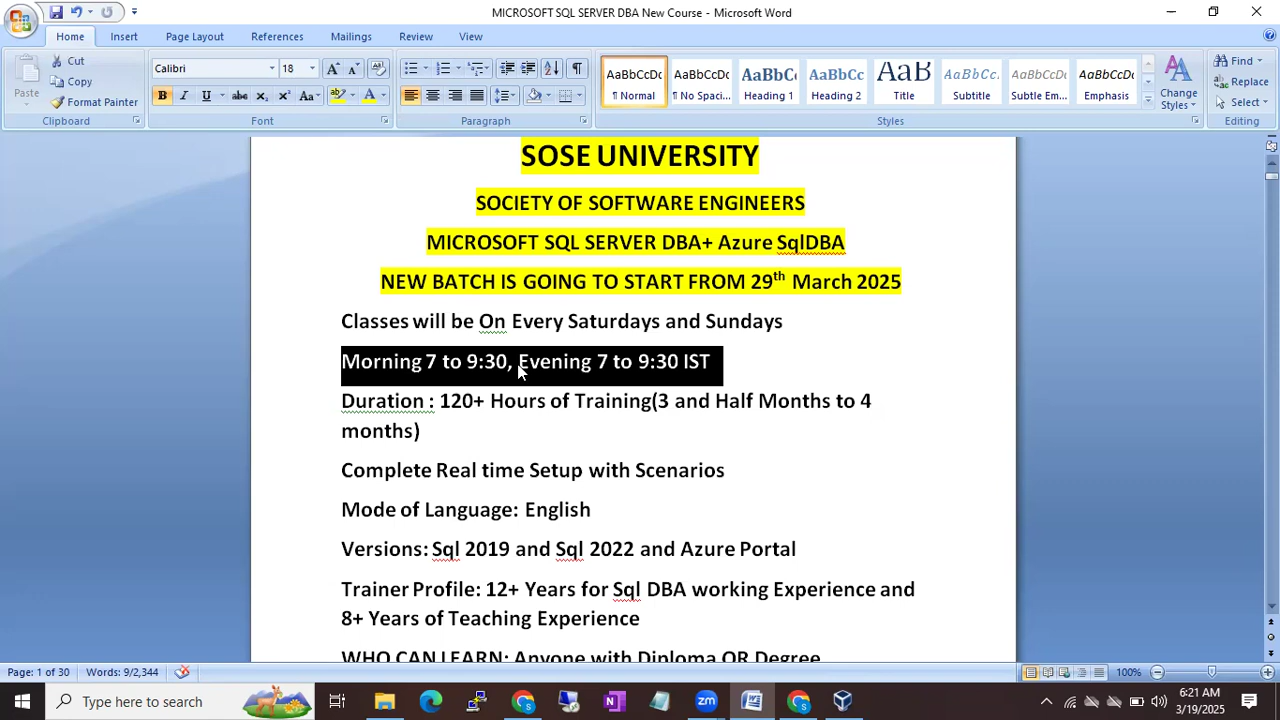 MICROSOFT SQL SERVER DBA New Course - Microsoft Word
Home Insert Page Layout References Mailings Review View
Paste
Cut
Copy
Format Painter
Clipboard
Calibri 18
Font
Paragraph
AaBbCcDc AaBbCcDc AaBbCc AaBbCc AaB AaBbCc. AaBbCcDc AaBbCcDc
¶ Normal ¶ No Spaci... Heading 1 Heading 2 Title Subtitle Subtle Em... Emphasis
Change
Styles
Styles
Find
Replace
Select
Editing
SOSE UNIVERSITY
SOCIETY OF SOFTWARE ENGINEERS
MICROSOFT SQL SERVER DBA+ Azure SqlDBA
NEW BATCH IS GOING TO START FROM 29th March 2025
Classes will be On Every Saturdays and Sundays
Morning 7 to 9:30, Evening 7 to 9:30 IST
Duration : 120+ Hours of Training(3 and Half Months to 4
months)
Complete Real time Setup with Scenarios
Mode of Language: English
Versions: Sql 2019 and Sql 2022 and Azure Portal
Trainer Profile: 12+ Years for Sql DBA working Experience and
8+ Years of Teaching Experience
WHO CAN LEARN: Anyone with Diploma OR Degree
Page: 1 of 30 Words: 9/2,344 100%
Type here to search
6:21 AM
3/19/2025